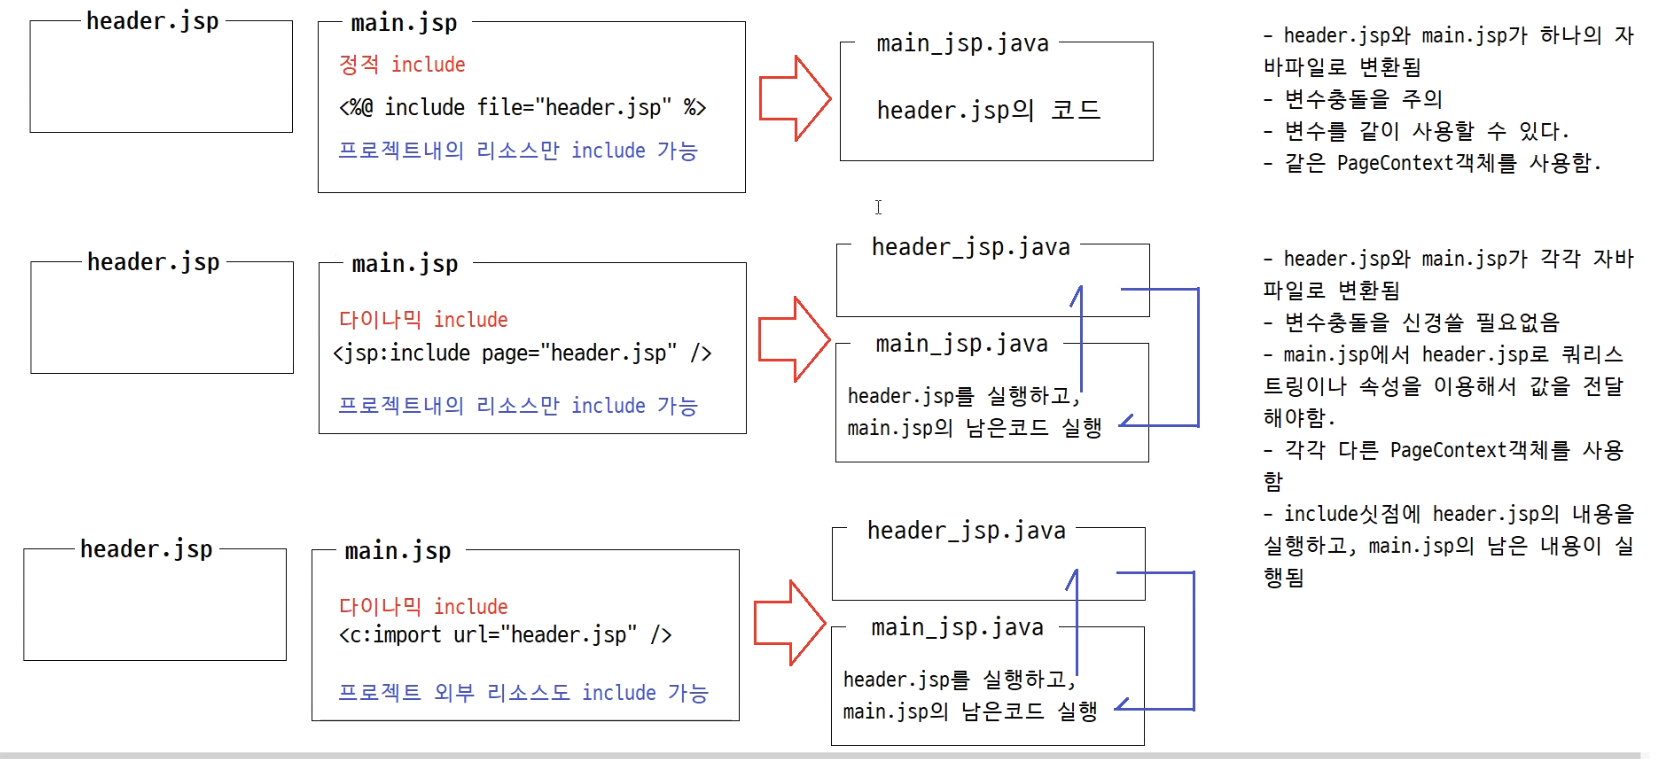 header.jsp
main.jsp
정적 include
<%@ include file="header.jsp" %>
프로젝트내의 리소스만 include 가능
main_jsp.java
header.jsp의 코드
- header.jsp와 main.jsp가 하나의 자
바파일로 변환됨
- 변수충돌을 주의
- 변수를 같이 사용할 수 있다.
- 같은 PageContext객체를 사용함.
header.jsp
main.jsp
다이나믹 include
<jsp:include page="header.jsp" />
프로젝트내의 리소스만 include 가능
header_jsp.java
main_jsp.java
header.jsp를 실행하고,
main.jsp의 남은코드 실행
- header.jsp와 main.jsp가 각각 자바
파일로 변환됨
- 변수충돌을 신경쓸 필요없음
- main.jsp에서 header.jsp로 쿼리스
트링이나 속성을 이용해서 값을 전달
해야함.
- 각각 다른 PageContext객체를 사용
함
- include싯점에 header.jsp의 내용을
실행하고, main.jsp의 남은 내용이 실
행됨
header.jsp
main.jsp
다이나믹 include
<c:import url="header.jsp" />
프로젝트 외부 리소스도 include 가능
header_jsp.java
main_jsp.java
header.jsp를 실행하고,
main.jsp의 남은코드 실행